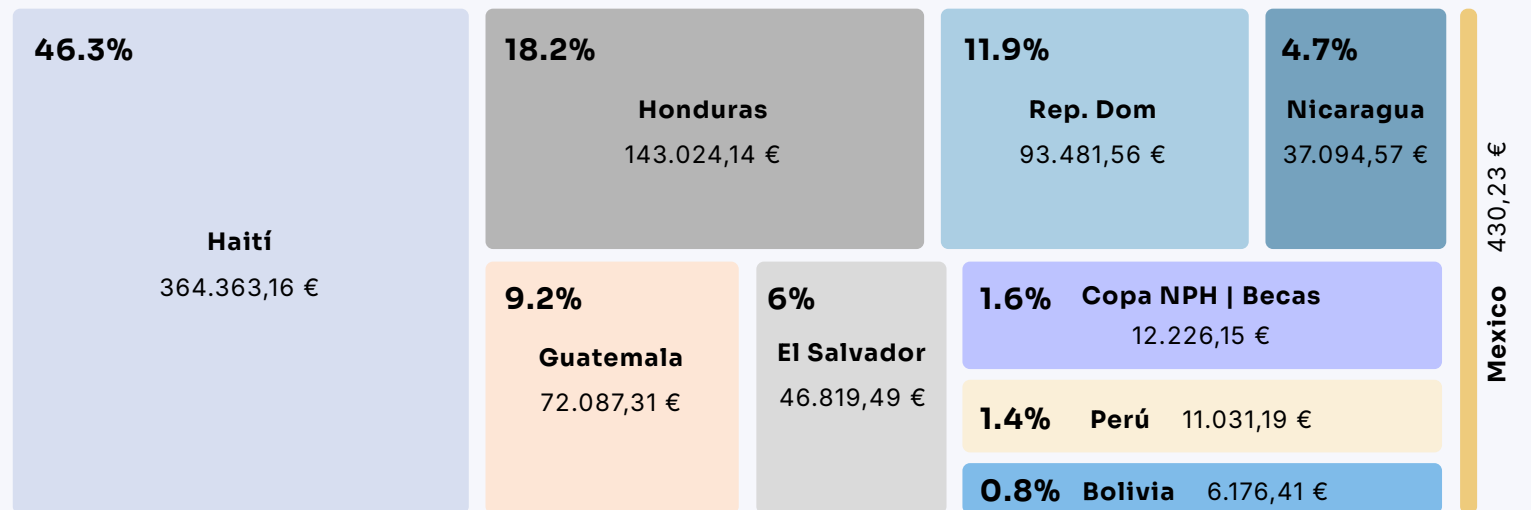 46.3%
Haití
364.363,16 €
18.2%
Honduras
143.024,14 €
11.9%
Rep. Dom
93.481,56 €
4.7%
Nicaragua
37.094,57 €
9.2%
Guatemala
72.087,31 €
6%
El Salvador
46.819,49 €
1.6% Copa NPH | Becas
12.226,15 €
1.4% Perú 11.031,19 €
0.8% Bolivia 6.176,41 €
Mexico 430,23 €